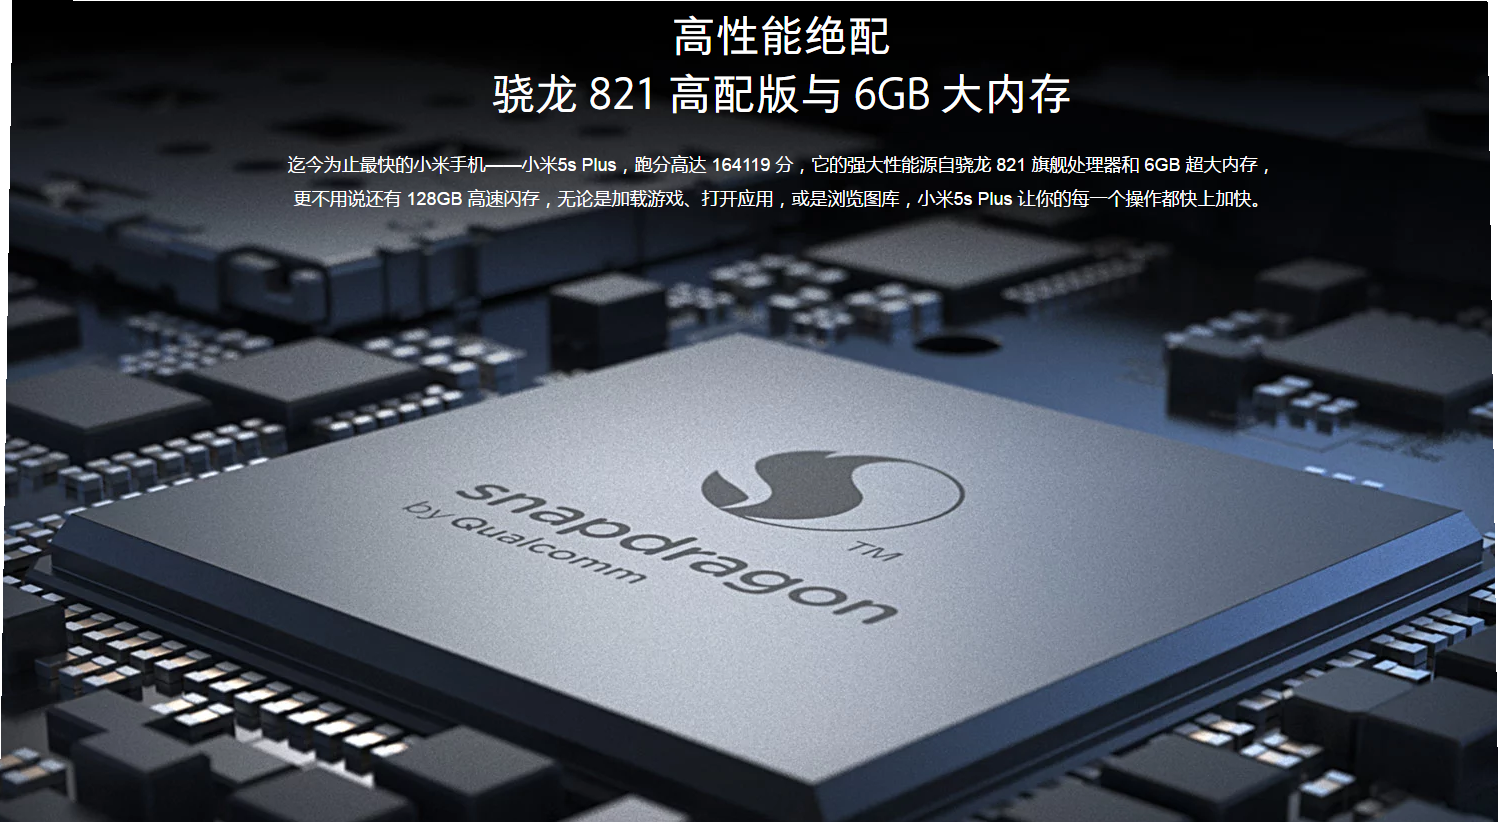 高性能绝配
骁龙 821 高配版与 6GB 大内存
迄今为止最快的小米手机——小米5s Plus，跑分高达 164119 分，它的强大性能源自骁龙 821 旗舰处理器和 6GB 超大内存，
更不用说还有 128GB 高速闪存，无论是加载游戏、打开应用，或是浏览图库，小米5s Plus 让你的每一个操作都快上加快。
snapdragon
by Qualcomm
TM